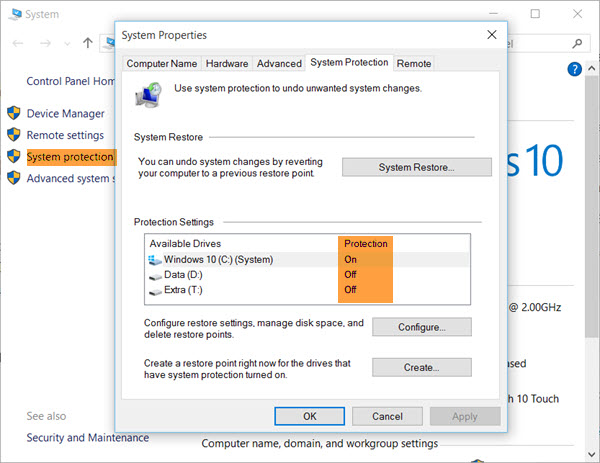 System
System Properties
Computer Name Hardware Advanced System Protection Remote
Use system protection to undo unwanted system changes.
System Restore
You can undo system changes by reverting
your computer to a previous restore point.
System Restore...
Protection Settings
Available Drives Protection
Windows 10 (C:) (System) On
Data (D:) Off
Extra (T:) Off
Configure restore settings, manage disk space, and
delete restore points.
Configure...
Create a restore point right now for the drives that
have system protection turned on.
Create...
OK Cancel Apply
Control Panel Hom
Device Manager
Remote settings
System protection
Advanced system s
See also
Security and Maintenance
10
@ 2.00GHz
10 Touch
Computer name, domain, and workgroup settings